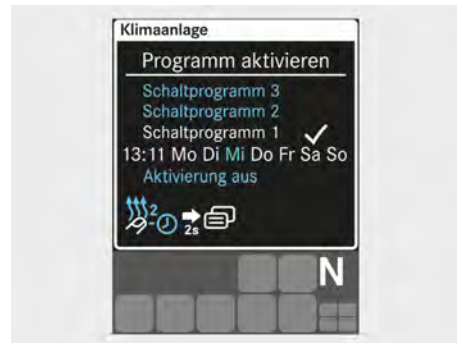 Klimaanlage
Programm aktivieren
Schaltprogramm 3
Schaltprogramm 2
Schaltprogramm 1
13:11 Mo Di Mi Do Fr Sa So
Aktivierung aus
2
2s
N